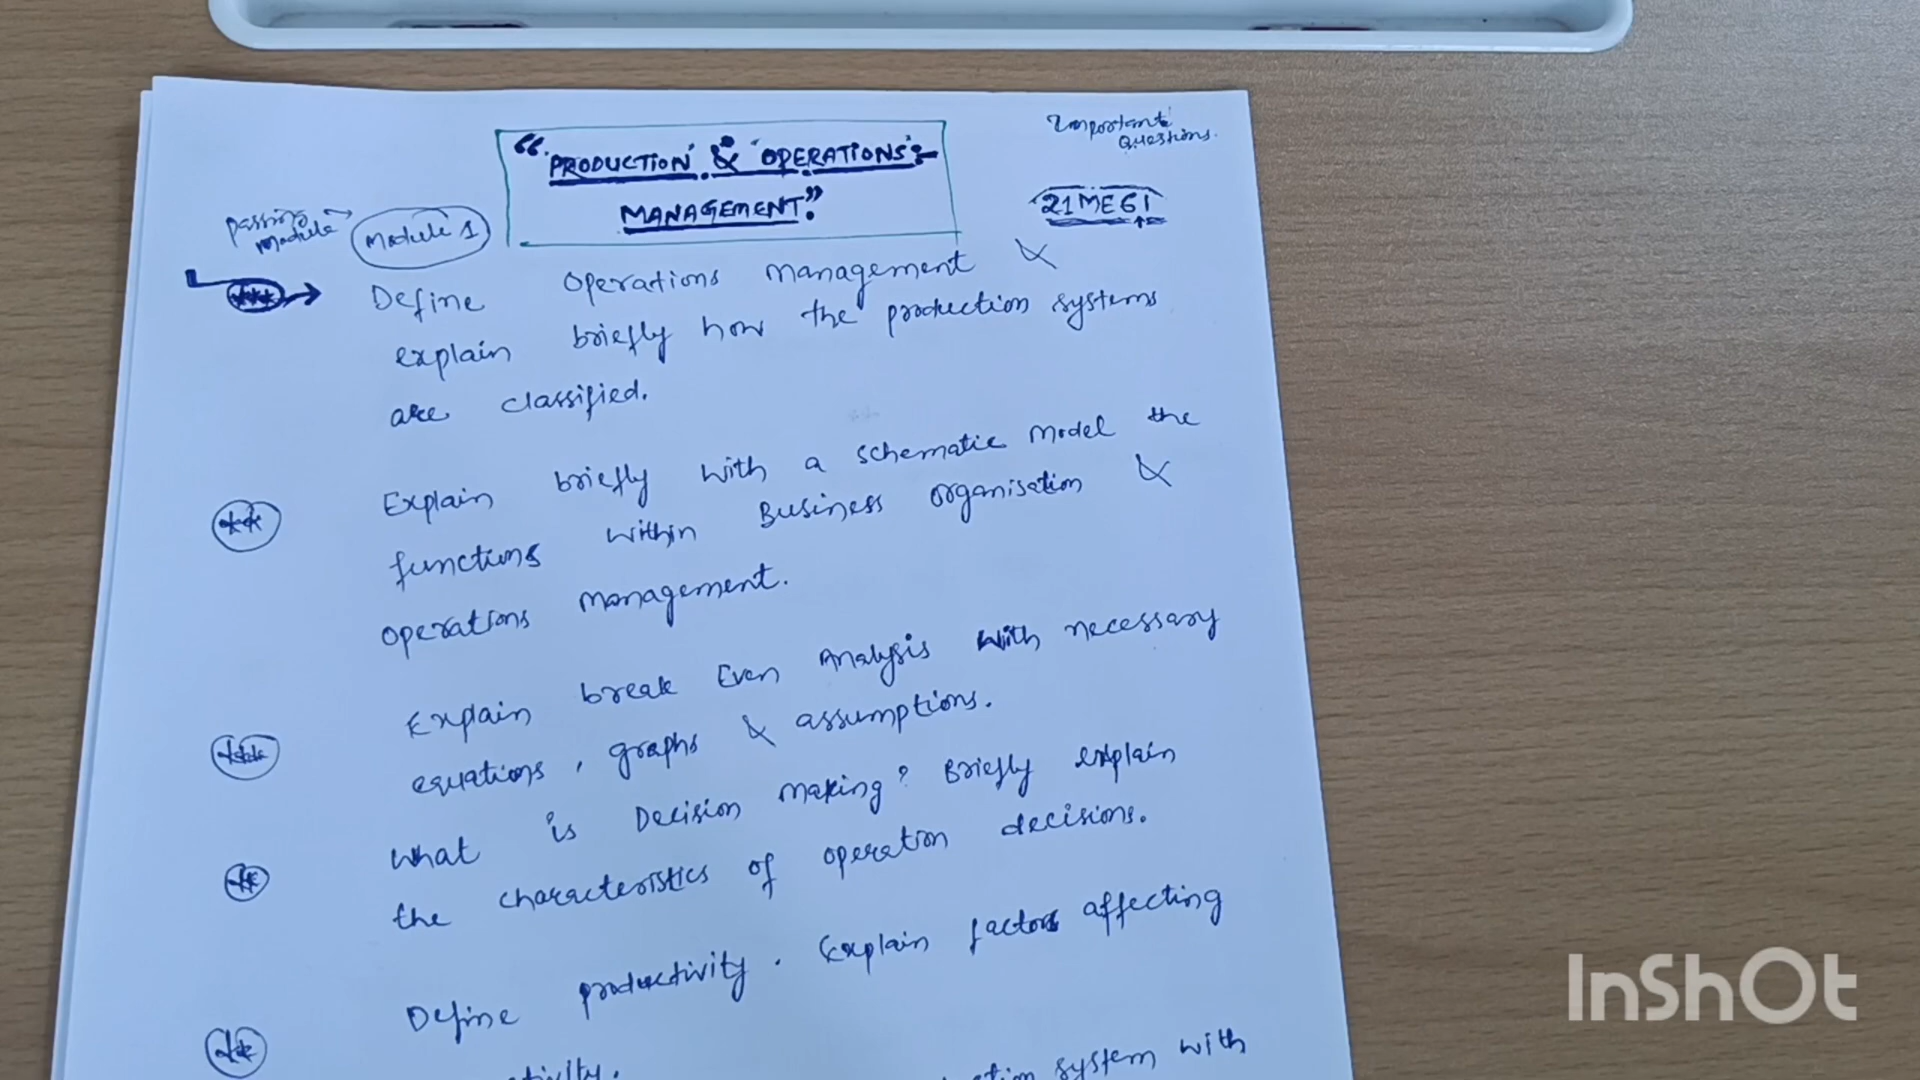 Important
Questions.
"PRODUCTION & OPERATIONS :-
MANAGEMENT."
21ME61
passing
module
Module 1
*** Define Operations Management &
explain briefly how the production systems
are classified.
** Explain briefly with a schematic Model the
functions within Business organisation &
operations management.
*** Explain break Even Analysis with necessary
equations, graphs & assumptions.
** What is Decision Making? Briefly explain
the characteristics of operation decisions.
** Define productivity. Explain factors affecting
system with
InShOt